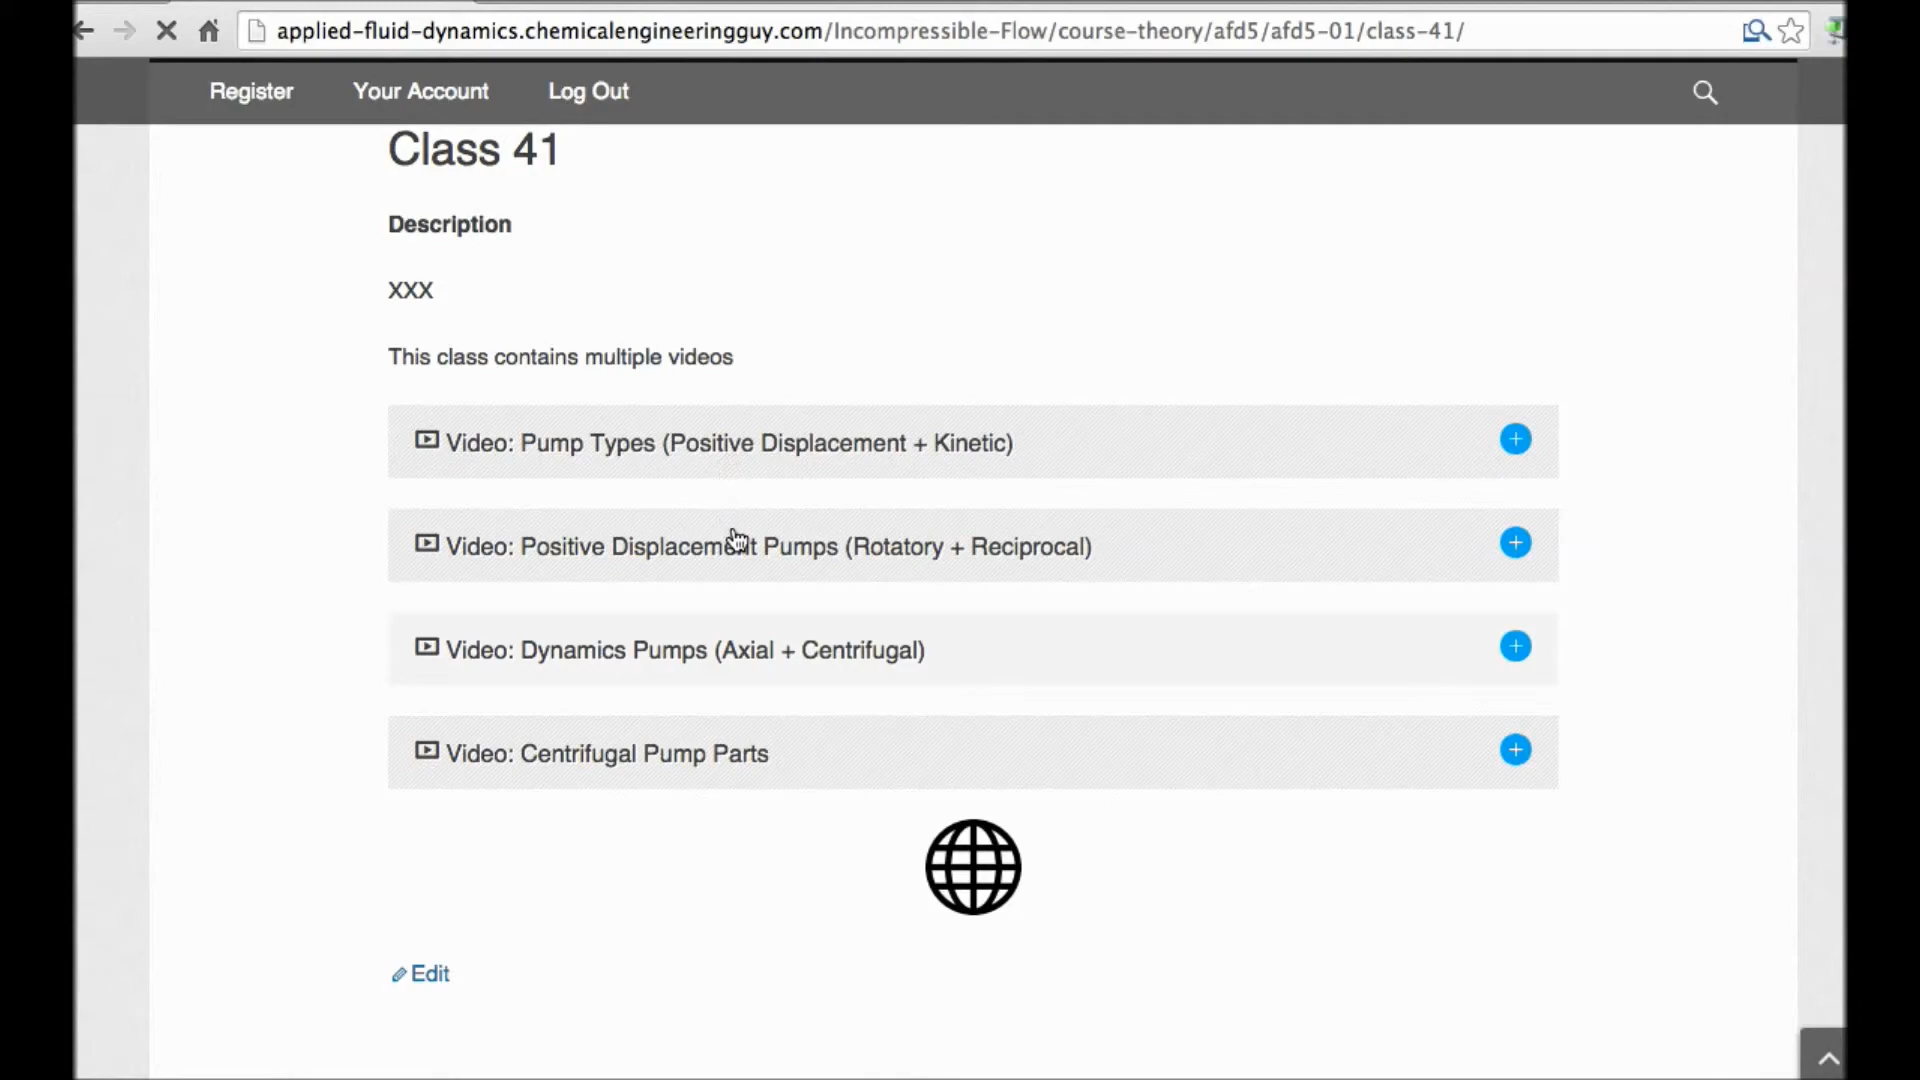 applied-fluid-dynamics.chemicalengineeringguy.com/Incompressible-Flow/course-theory/afd5/afd5-01/class-41/
Register Your Account Log Out
Class 41
Description
XXX
This class contains multiple videos
Video: Pump Types (Positive Displacement + Kinetic)
Video: Positive Displacement Pumps (Rotatory + Reciprocal)
Video: Dynamics Pumps (Axial + Centrifugal)
Video: Centrifugal Pump Parts
Edit